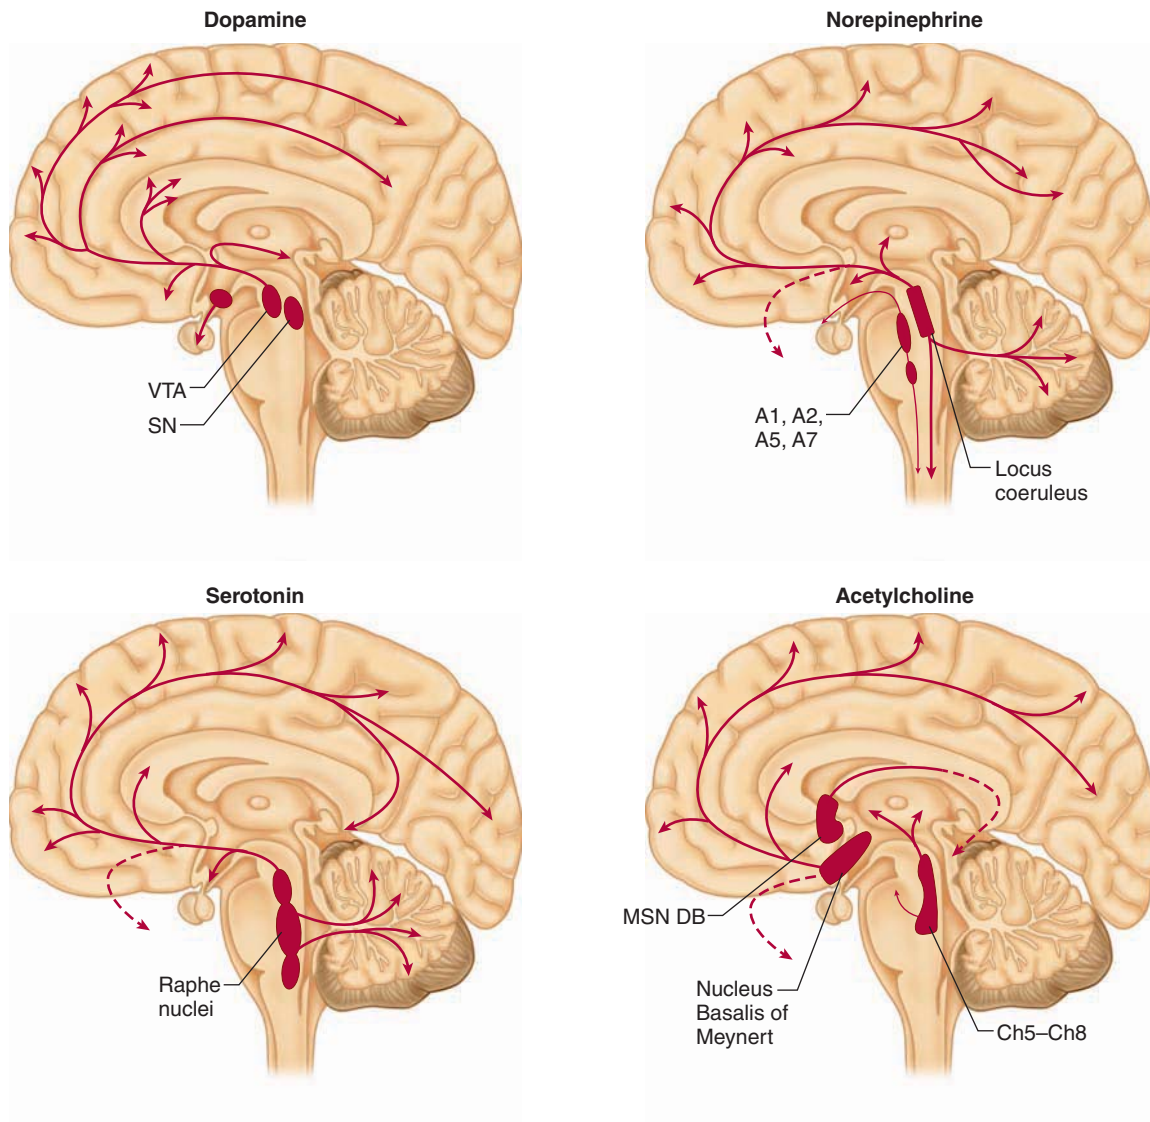 Dopamine
VTA
SN
Norepinephrine
A1, A2,
A5, A7
Locus
coeruleus
Serotonin
Raphe
nuclei
Acetylcholine
MSN DB
Nucleus
Basalis of
Meynert
Ch5–Ch8